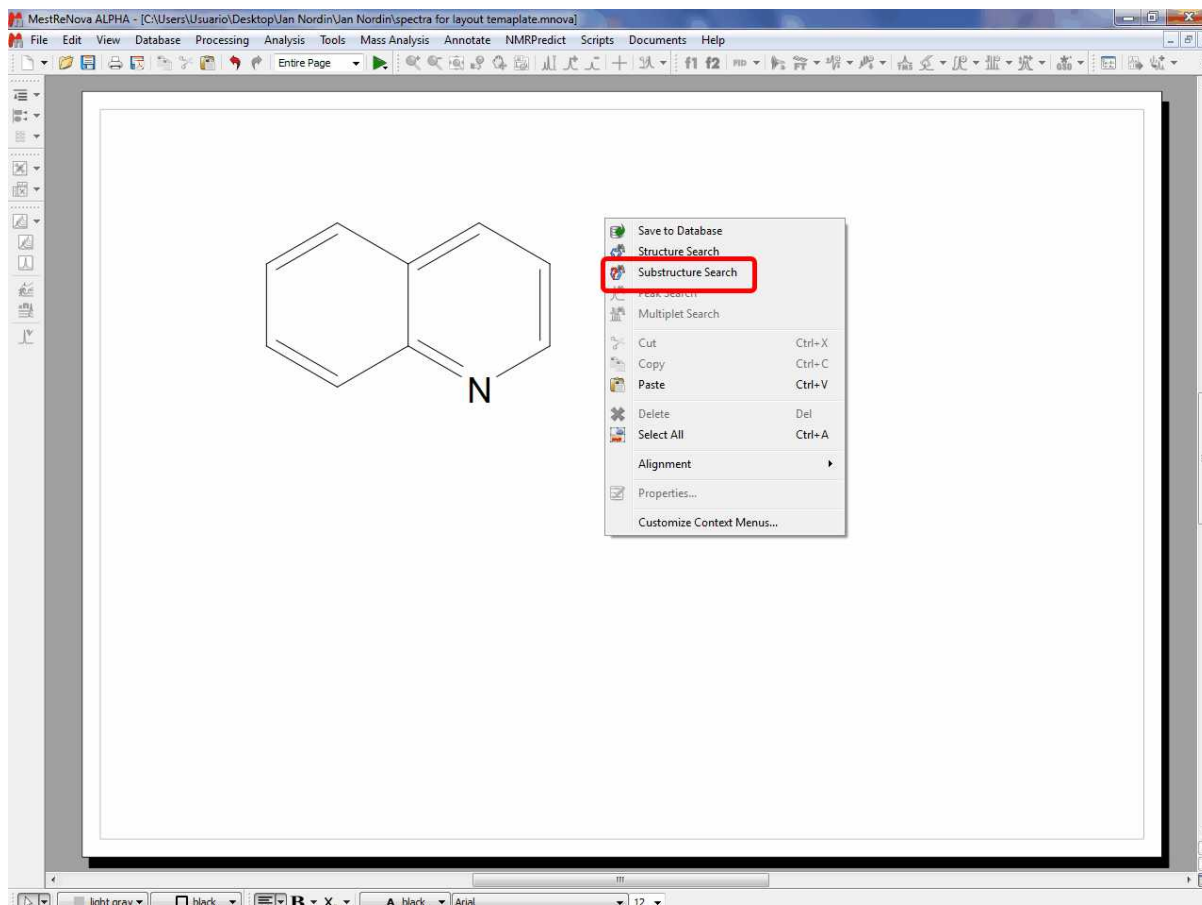 MestReNova ALPHA - [C:\Users\Usuario\Desktop\Jan Nordin\Jan Nordin\spectra for layout temaplate.mnova]
File Edit View Database Processing Analysis Tools Mass Analysis Annotate NMRPredict Scripts Documents Help
Entire Page f1 f2
Save to Database
Structure Search
Substructure Search
Peak Search
Multiplet Search
Cut Ctrl+X
Copy Ctrl+C
Paste Ctrl+V
Delete Del
Select All Ctrl+A
Alignment
Properties...
Customize Context Menus...
N
light gray black B X A black Arial 12